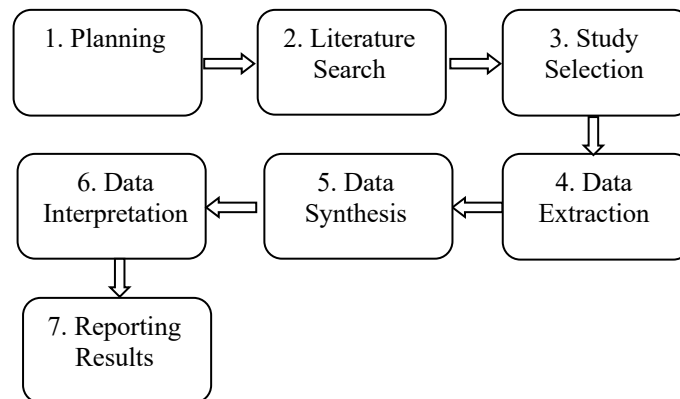 1. Planning
2. Literature
Search
3. Study
Selection
4. Data
Extraction
5. Data
Synthesis
6. Data
Interpretation
7. Reporting
Results